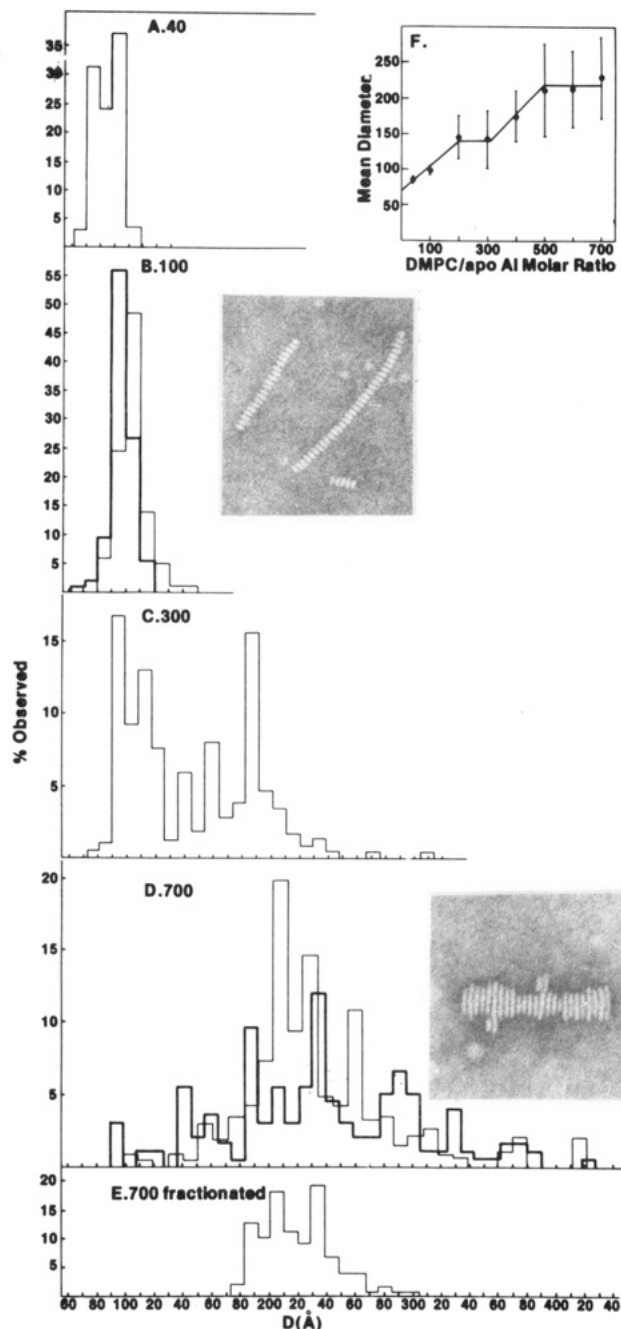 A.40
35
30
25
20
15
10
5
F.
250
200
150
100
50
Mean Diameter
100 300 500 700
DMPC/apo AI Molar Ratio
B.100
55
50
45
40
35
30
25
20
15
10
5
C.300
15
10
5
% Observed
D.700
20
15
10
5
E.700 fractionated
20
15
10
5
60 80 100 20 40 60 80 200 20 40 60 80 300 20 40 60 80 400 20 40
D(Å)